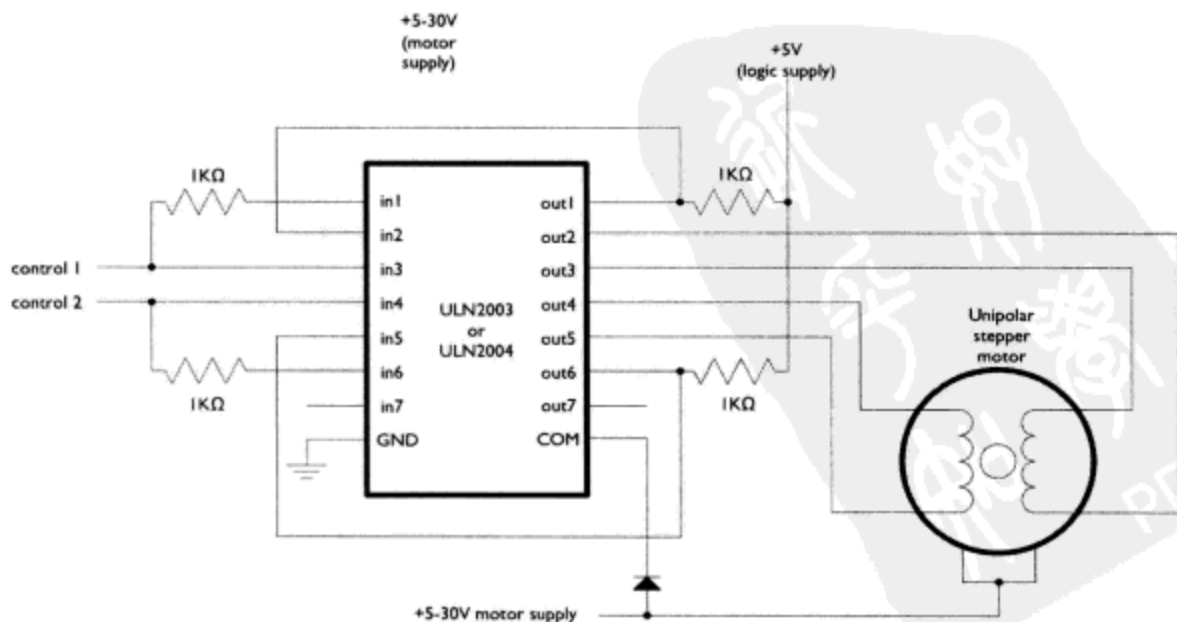 +5-30V
(motor
supply)
+5V
(logic supply)
1KΩ
1KΩ
in1
out1
in2
out2
control 1
in3
out3
control 2
in4
out4
ULN2003
or
ULN2004
in5
out5
in6
out6
1KΩ
1KΩ
in7
out7
GND
COM
Unipolar
stepper
motor
+5-30V motor supply